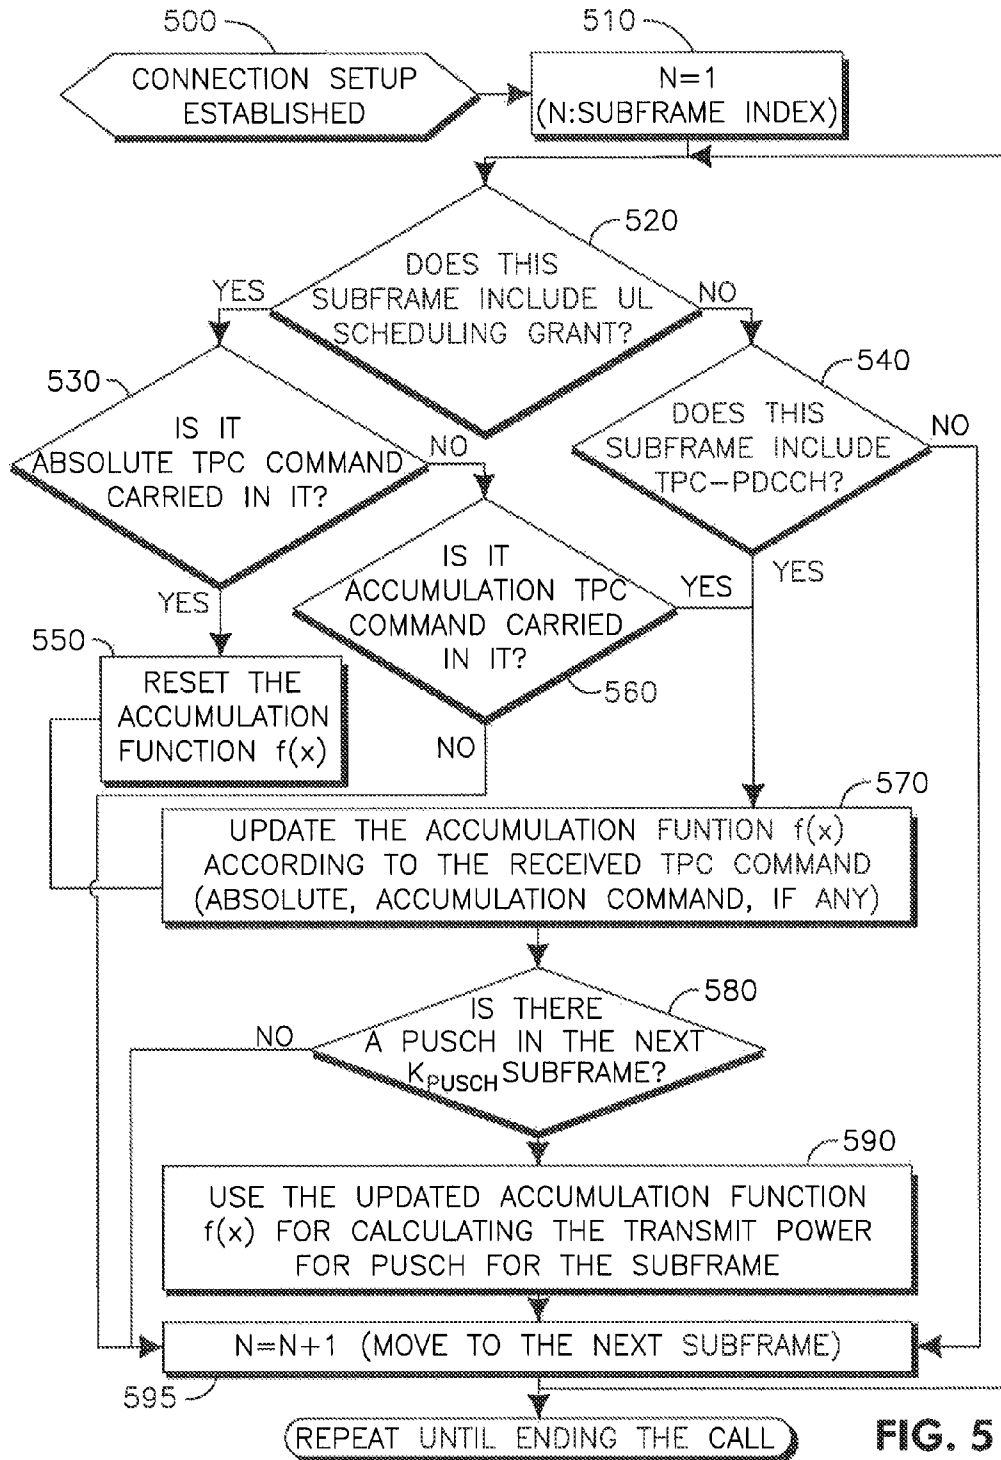 500
CONNECTION SETUP
ESTABLISHED
510
N=1
(N:SUBFRAME INDEX)
520
DOES THIS
SUBFRAME INCLUDE UL
SCHEDULING GRANT?
YES
NO
530
IS IT
ABSOLUTE TPC COMMAND
CARRIED IN IT?
NO
YES
540
DOES THIS
SUBFRAME INCLUDE
TPC-PDCCH?
NO
YES
IS IT
ACCUMULATION TPC
COMMAND CARRIED
IN IT?
YES
560
NO
550
RESET THE
ACCUMULATION
FUNCTION f(x)
570
UPDATE THE ACCUMULATION FUNTION f(x)
ACCORDING TO THE RECEIVED TPC COMMAND
(ABSOLUTE, ACCUMULATION COMMAND, IF ANY)
580
IS THERE
A PUSCH IN THE NEXT
KPUSCH SUBFRAME?
NO
590
USE THE UPDATED ACCUMULATION FUNCTION
f(x) FOR CALCULATING THE TRANSMIT POWER
FOR PUSCH FOR THE SUBFRAME
N=N+1 (MOVE TO THE NEXT SUBFRAME)
595
REPEAT UNTIL ENDING THE CALL
FIG. 5